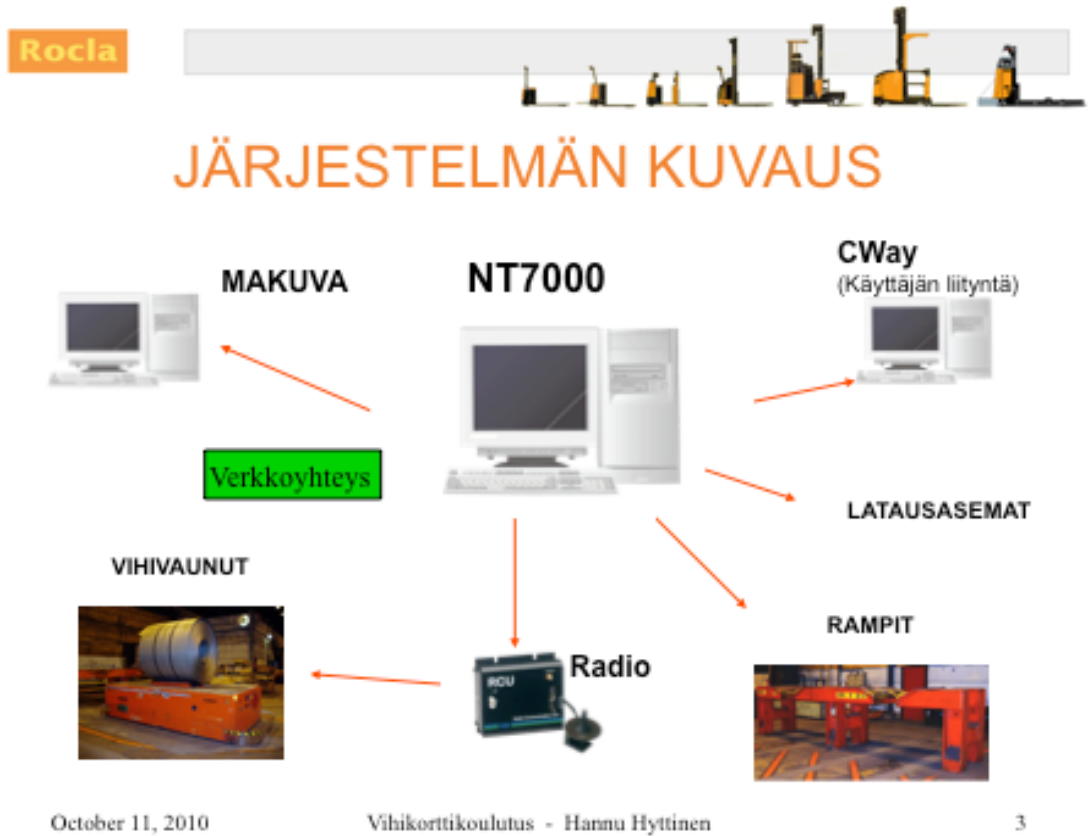 Rocla
JÄRJESTELMÄN KUVAUS
MAKUVA
NT7000
CWay
(Käyttäjän liityntä)
Verkkoyhteys
LATAUSASEMAT
VIHIVAUNUT
RAMPIT
RCU
Radio
October 11, 2010
Vihikorttikoulutus - Hannu Hyttinen
3